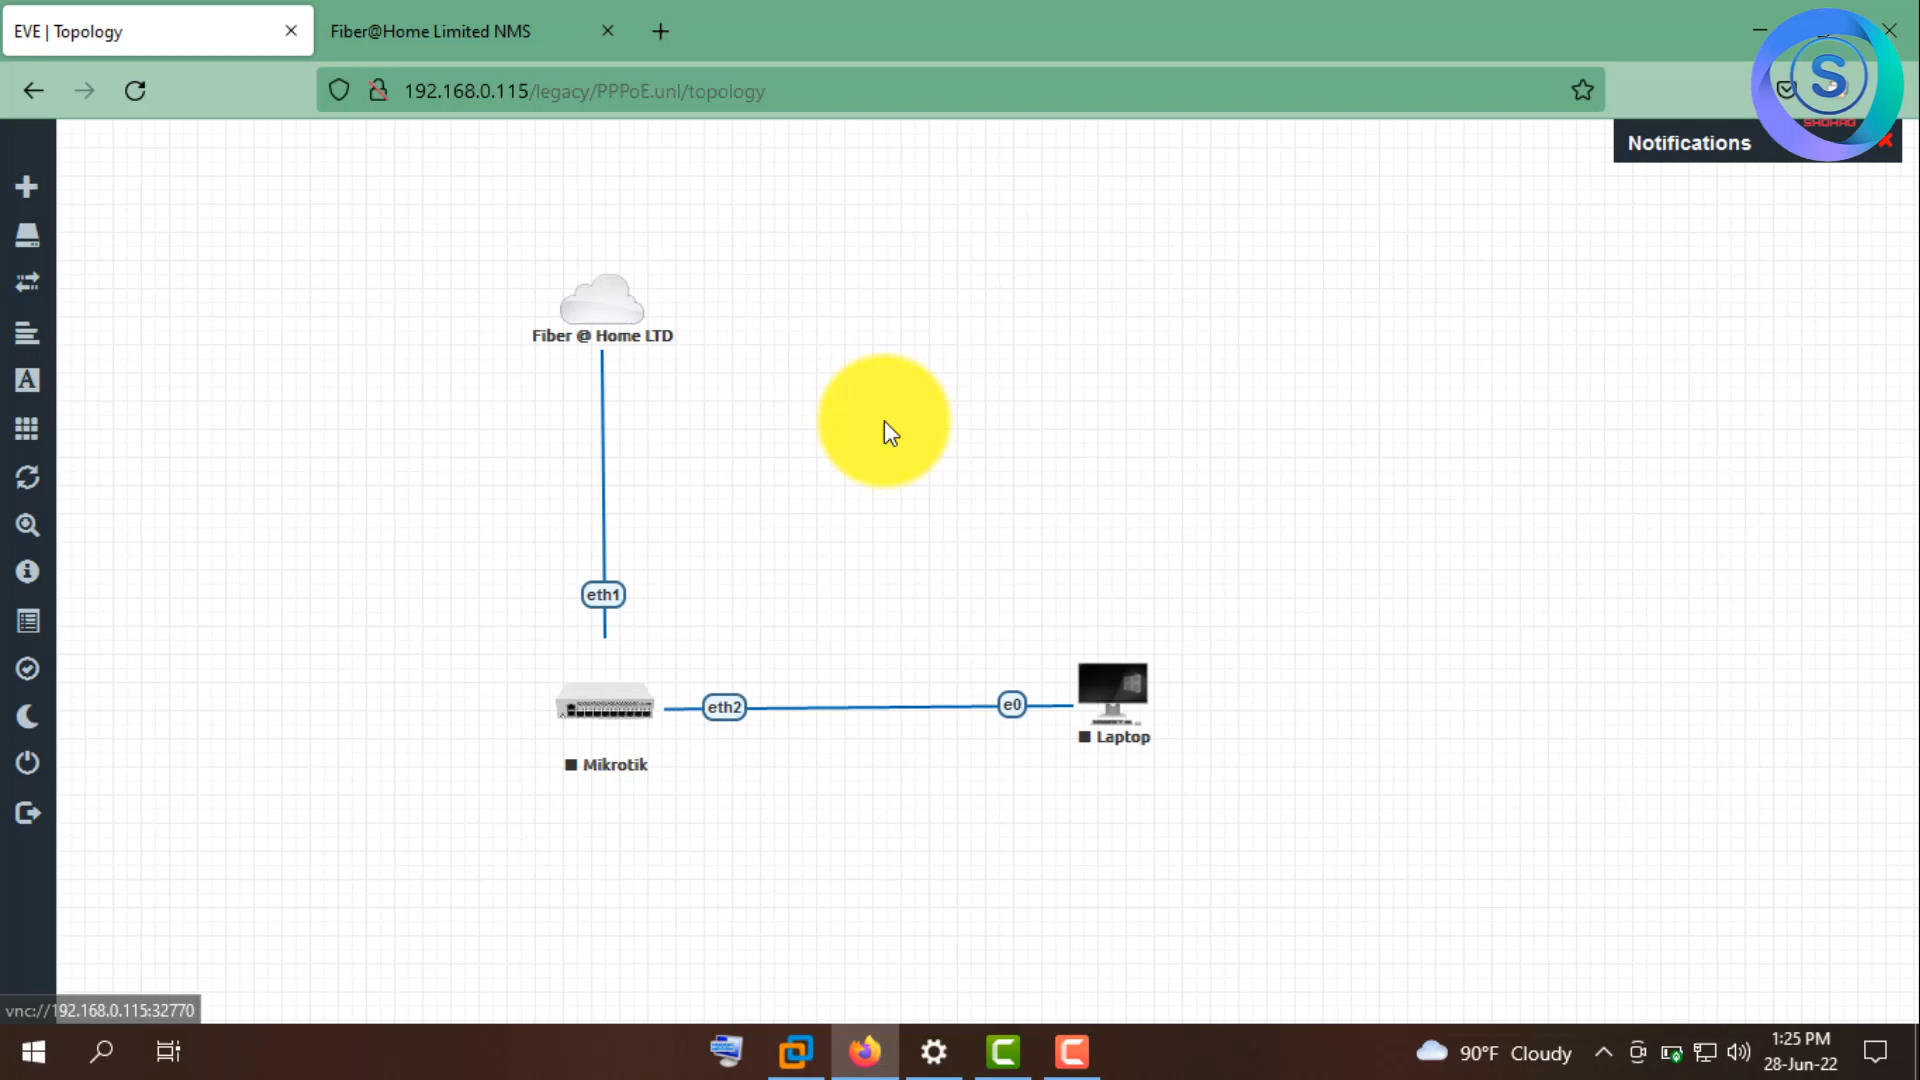 EVE | Topology
Fiber@Home Limited NMS
192.168.0.115/legacy/PPPoE.unl/topology
S
SHOHAG
Notifications
Fiber @ Home LTD
eth1
eth2
e0
Laptop
Mikrotik
vnc://192.168.0.115:32770
90°F Cloudy
1:25 PM
28-Jun-22